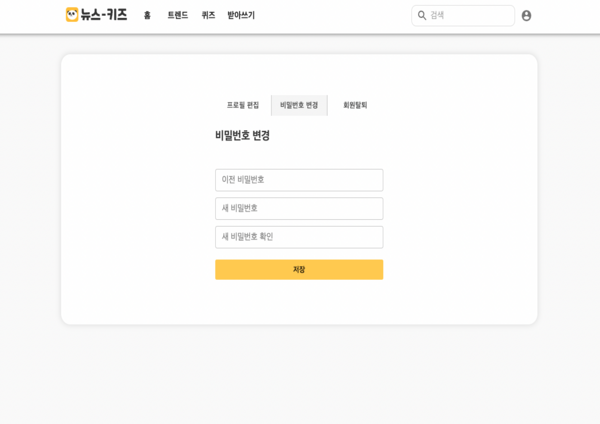 뉴스-키즈 홈 트렌드 퀴즈 받아쓰기 검색
프로필 편집 비밀번호 변경 회원탈퇴
비밀번호 변경
이전 비밀번호
새 비밀번호
새 비밀번호 확인
저장